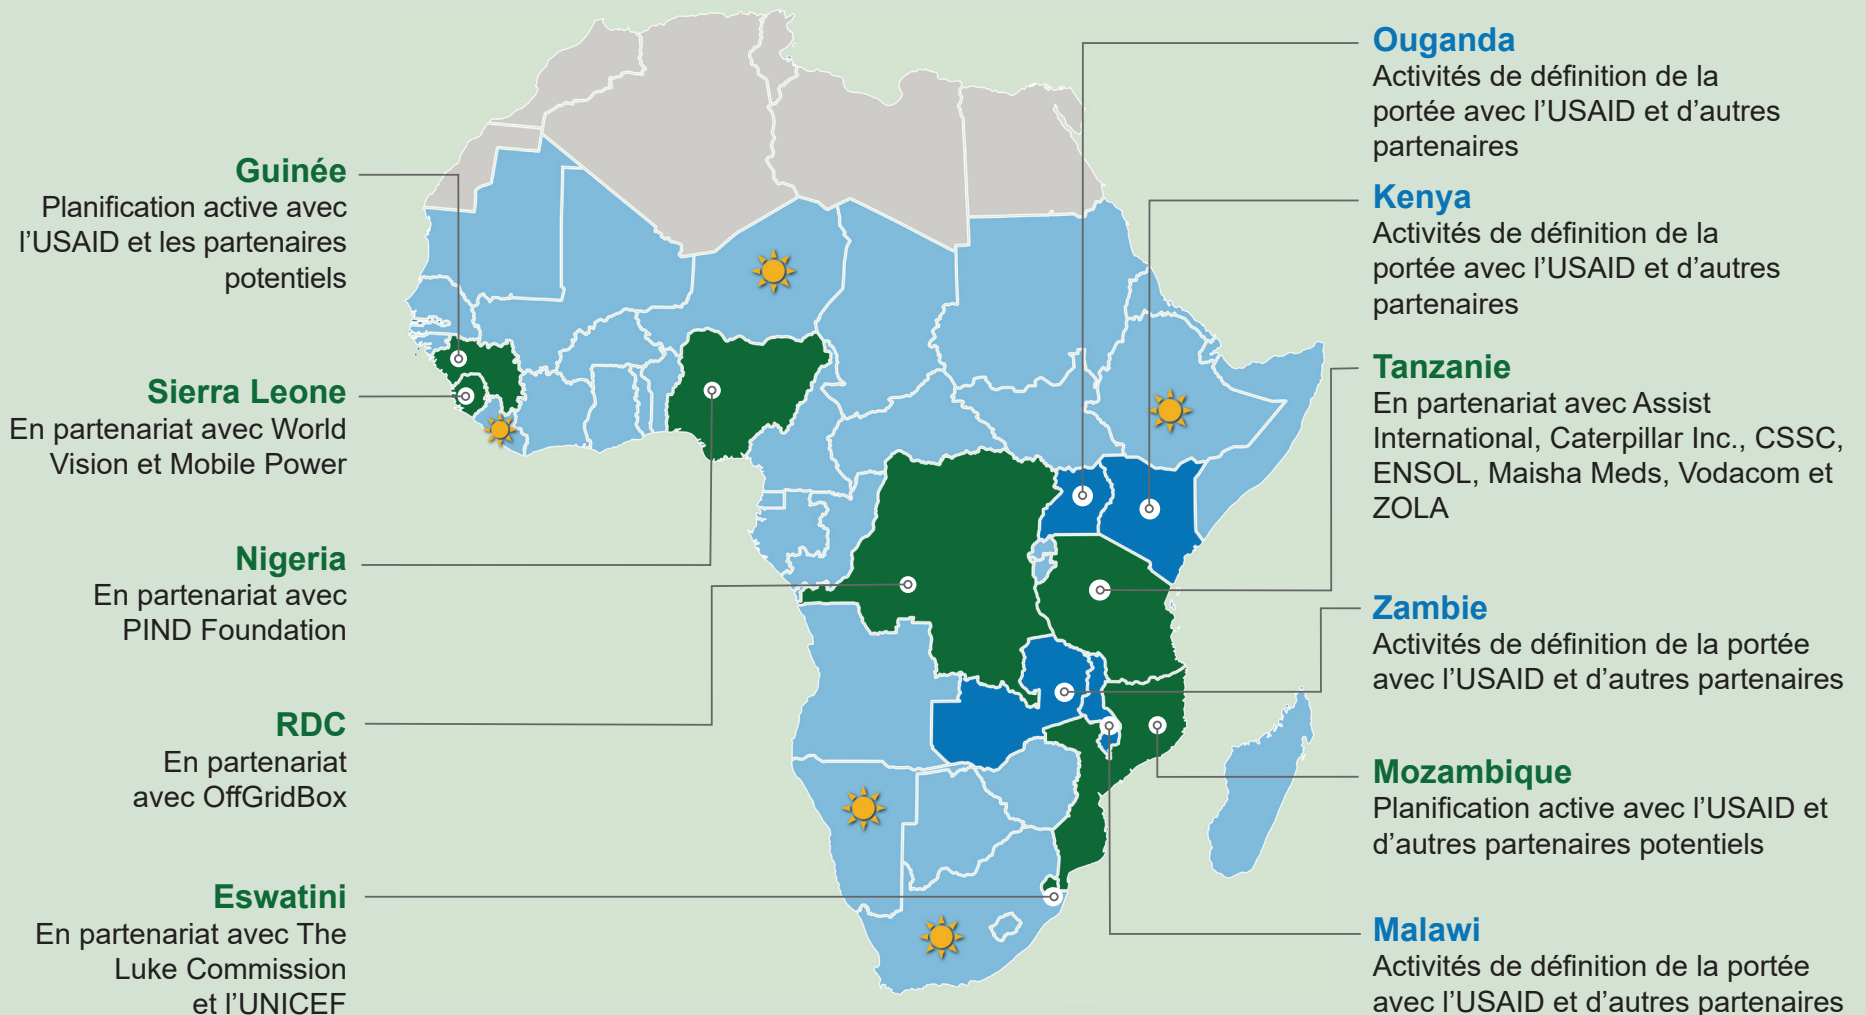 Guinée
Planification active avec
l’USAID et les partenaires
potentiels
Sierra Leone
En partenariat avec World
Vision et Mobile Power
Nigeria
En partenariat avec
PIND Foundation
RDC
En partenariat
avec OffGridBox
Eswatini
En partenariat avec The
Luke Commission
et l’UNICEF
Ouganda
Activités de définition de la
portée avec l’USAID et d’autres
partenaires
Kenya
Activités de définition de la
portée avec l’USAID et d’autres
partenaires
Tanzanie
En partenariat avec Assist
International, Caterpillar Inc., CSSC,
ENSOL, Maisha Meds, Vodacom et
ZOLA
Zambie
Activités de définition de la portée
avec l’USAID et d’autres partenaires
Mozambique
Planification active avec l’USAID et
d’autres partenaires potentiels
Malawi
Activités de définition de la portée
avec l’USAID et d’autres partenaires